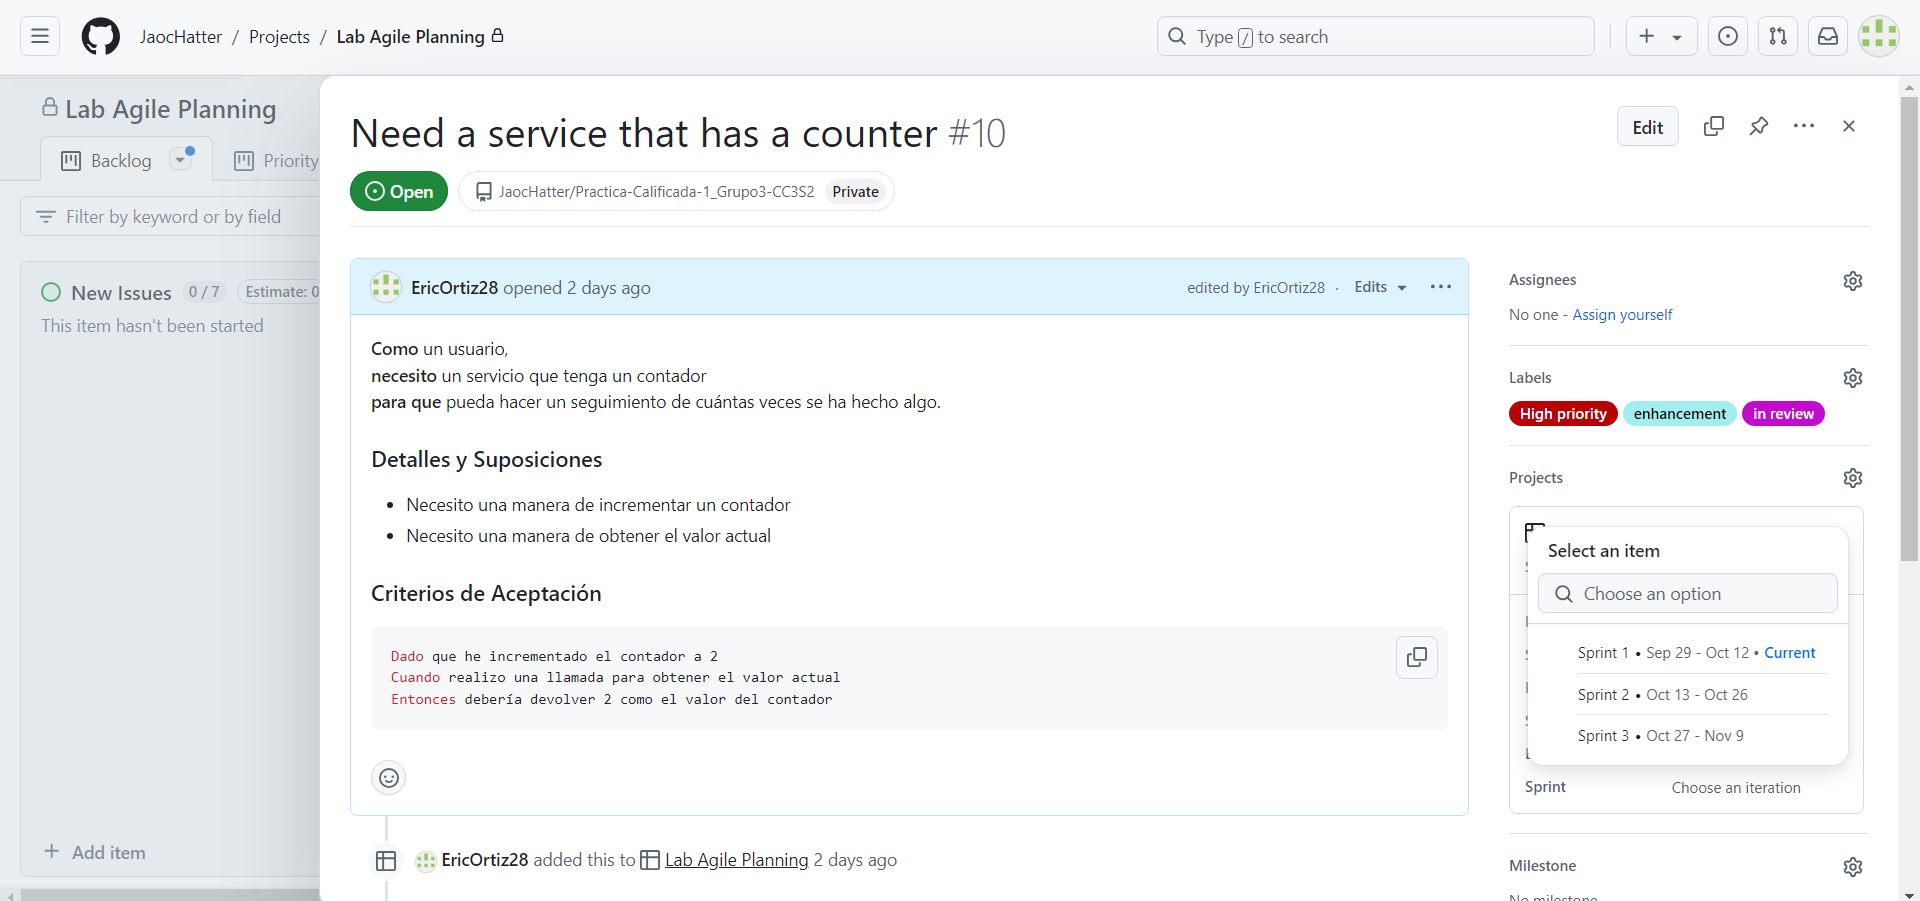 JaocHatter / Projects / Lab Agile Planning
Type / to search
Lab Agile Planning
Backlog
Priority
Filter by keyword or by field
New Issues 0 / 7 Estimate: 0
This item hasn't been started
Add item
Need a service that has a counter #10
Edit
Open
JaocHatter/Practica-Calificada-1_Grupo3-CC3S2 Private
EricOrtiz28 opened 2 days ago
edited by EricOrtiz28 · Edits
Como un usuario,
necesito un servicio que tenga un contador
para que pueda hacer un seguimiento de cuántas veces se ha hecho algo.
Detalles y Suposiciones
• Necesito una manera de incrementar un contador
• Necesito una manera de obtener el valor actual
Criterios de Aceptación
Dado que he incrementado el contador a 2
Cuando realizo una llamada para obtener el valor actual
Entonces debería devolver 2 como el valor del contador
EricOrtiz28 added this to Lab Agile Planning 2 days ago
Assignees
No one - Assign yourself
Labels
High priority enhancement in review
Projects
Select an item
Choose an option
Sprint 1 • Sep 29 - Oct 12 • Current
Sprint 2 • Oct 13 - Oct 26
Sprint 3 • Oct 27 - Nov 9
Sprint Choose an iteration
Milestone
No milestone